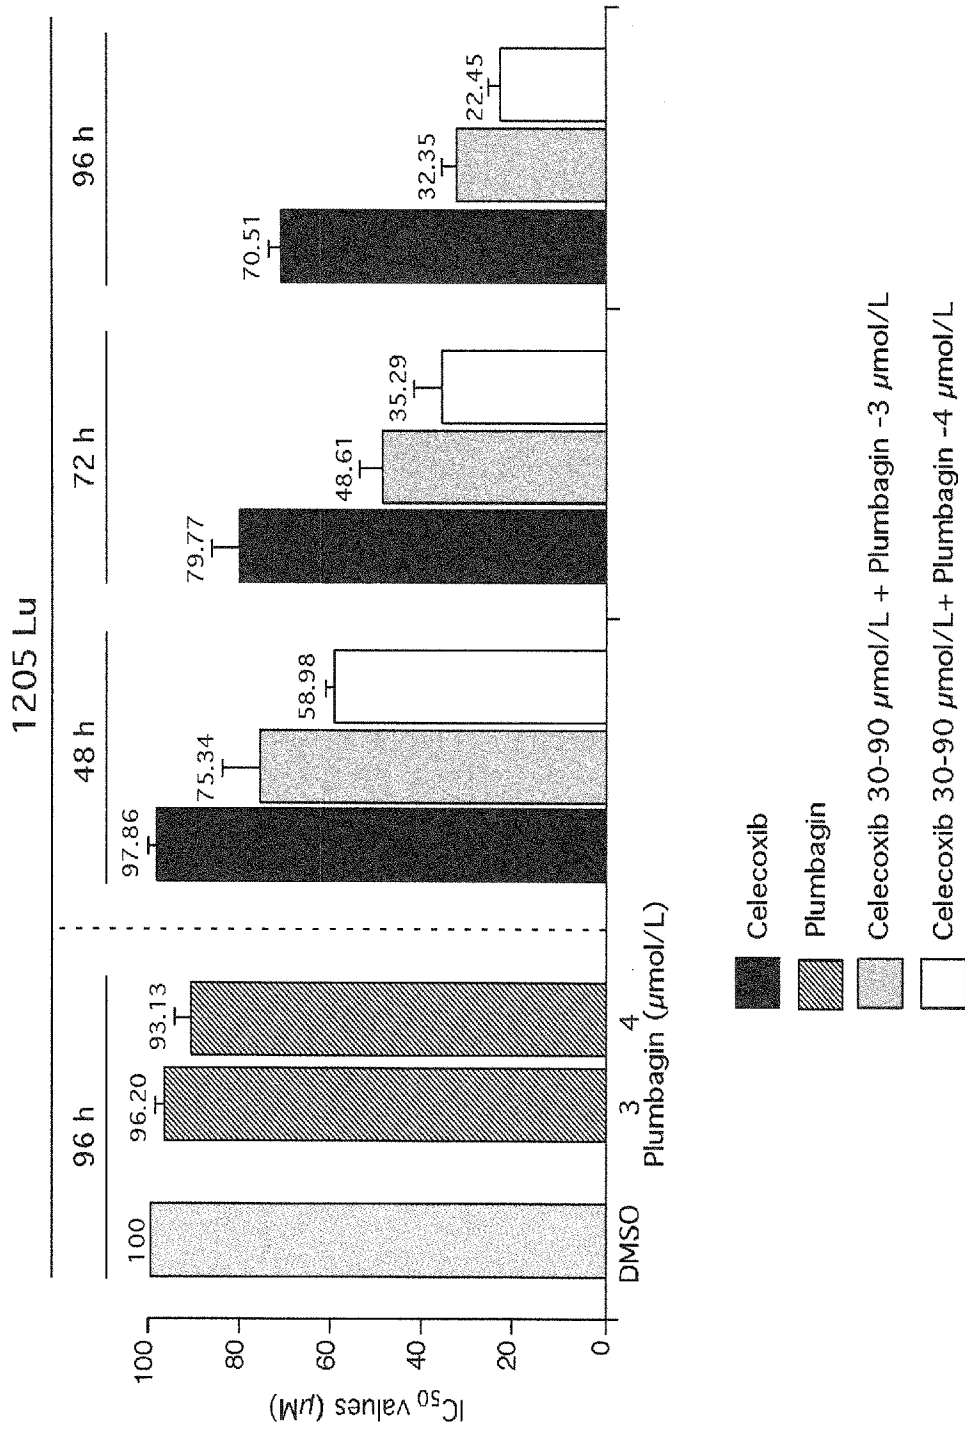 1205 Lu
96 h
48 h
72 h
96 h
100
96.20
93.13
97.86
75.34
58.98
79.77
48.61
35.29
70.51
32.35
22.45
IC50 values (µM)
100
80
60
40
20
0
DMSO
3
4
Plumbagin (µmol/L)
Celecoxib
Plumbagin
Celecoxib 30-90 µmol/L + Plumbagin -3 µmol/L
Celecoxib 30-90 µmol/L+ Plumbagin -4 µmol/L